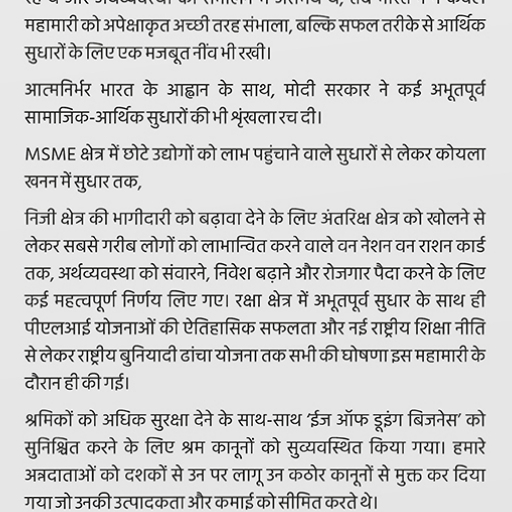 महामारी को अपेक्षाकृत अच्छी तरह संभाला, बल्कि सफल तरीके से आर्थिक
सुधारों के लिए एक मजबूत नींव भी रखी।
आत्मनिर्भर भारत के आह्वान के साथ, मोदी सरकार ने कई अभूतपूर्व
सामाजिक-आर्थिक सुधारों की भी शृंखला रच दी।
MSME क्षेत्र में छोटे उद्योगों को लाभ पहुंचाने वाले सुधारों से लेकर कोयला
खनन में सुधार तक,
निजी क्षेत्र की भागीदारी को बढ़ावा देने के लिए अंतरिक्ष क्षेत्र को खोलने से
लेकर सबसे गरीब लोगों को लाभान्वित करने वाले वन नेशन वन राशन कार्ड
तक, अर्थव्यवस्था को संवारने, निवेश बढ़ाने और रोजगार पैदा करने के लिए
कई महत्वपूर्ण निर्णय लिए गए। रक्षा क्षेत्र में अभूतपूर्व सुधार के साथ ही
पीएलआई योजनाओं की ऐतिहासिक सफलता और नई राष्ट्रीय शिक्षा नीति
से लेकर राष्ट्रीय बुनियादी ढांचा योजना तक सभी की घोषणा इस महामारी के
दौरान ही की गई।
श्रमिकों को अधिक सुरक्षा देने के साथ-साथ ‘ईज ऑफ डूइंग बिजनेस’ को
सुनिश्चित करने के लिए श्रम कानूनों को सुव्यवस्थित किया गया। हमारे
अन्नदाताओं को दशकों से उन पर लागू उन कठोर कानूनों से मुक्त कर दिया
गया जो उनकी उत्पादकता और कमाई को सीमित करते थे।